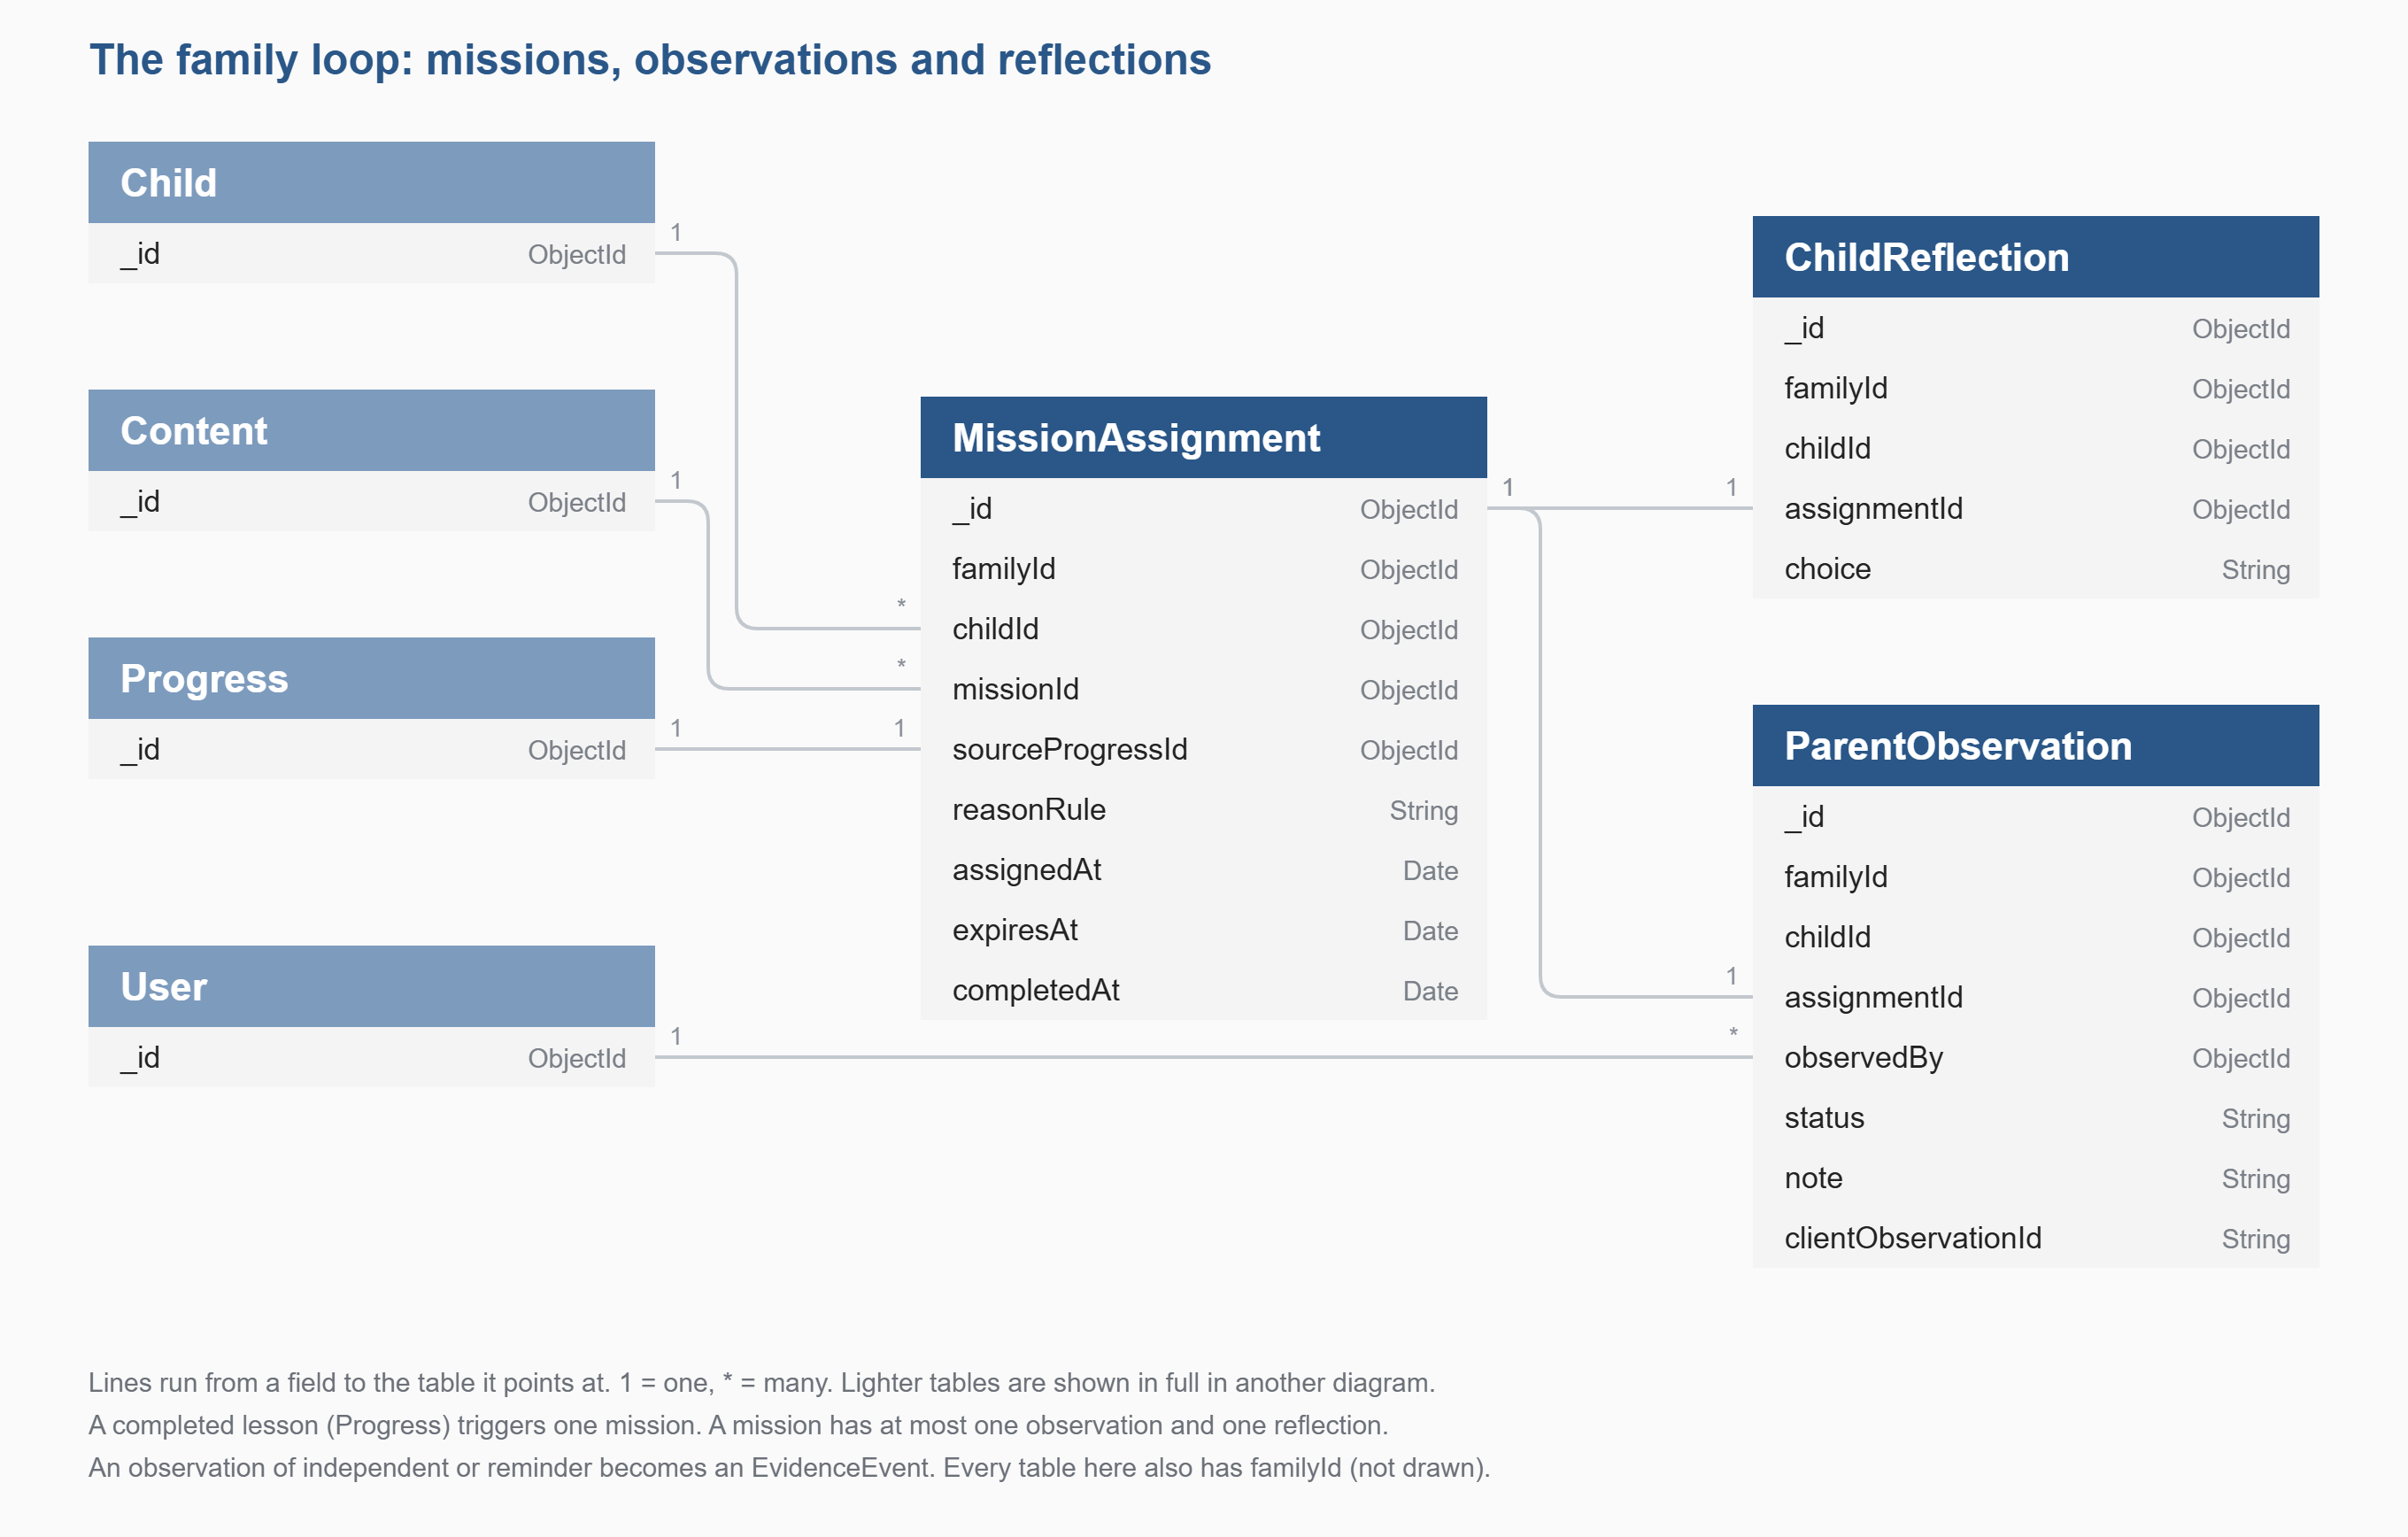 The family loop: missions, observations and reflections
Child
_id ObjectId
1
Content
_id ObjectId
1
Progress
_id ObjectId
1
User
_id ObjectId
1
MissionAssignment
_id ObjectId
familyId ObjectId
* childId ObjectId
* missionId ObjectId
1 sourceProgressId ObjectId
reasonRule String
assignedAt Date
expiresAt Date
completedAt Date
1
ChildReflection
_id ObjectId
familyId ObjectId
childId ObjectId
1 assignmentId ObjectId
choice String
ParentObservation
_id ObjectId
familyId ObjectId
childId ObjectId
1 assignmentId ObjectId
* observedBy ObjectId
status String
note String
clientObservationId String
Lines run from a field to the table it points at. 1 = one, * = many. Lighter tables are shown in full in another diagram.
A completed lesson (Progress) triggers one mission. A mission has at most one observation and one reflection.
An observation of independent or reminder becomes an EvidenceEvent. Every table here also has familyId (not drawn).